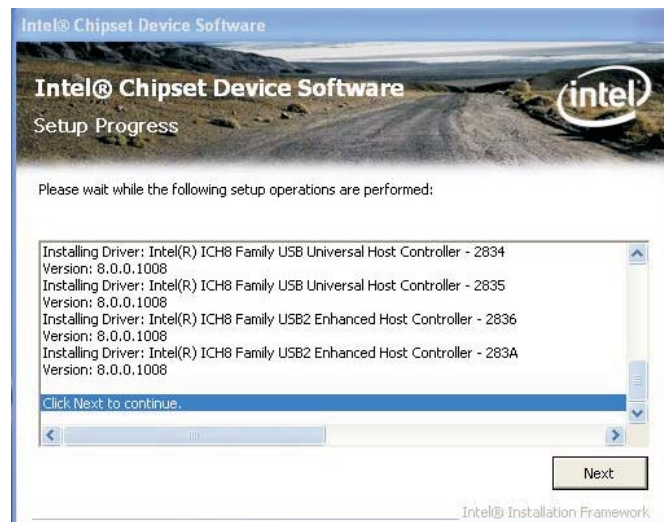 Intel® Chipset Device Software
Intel® Chipset Device Software
intel
Setup Progress
Please wait while the following setup operations are performed:
Installing Driver: Intel(R) ICH8 Family USB Universal Host Controller - 2834
Version: 8.0.0.1008
Installing Driver: Intel(R) ICH8 Family USB Universal Host Controller - 2835
Version: 8.0.0.1008
Installing Driver: Intel(R) ICH8 Family USB2 Enhanced Host Controller - 2836
Version: 8.0.0.1008
Installing Driver: Intel(R) ICH8 Family USB2 Enhanced Host Controller - 283A
Version: 8.0.0.1008
Click Next to continue.
Next
Intel® Installation Framework